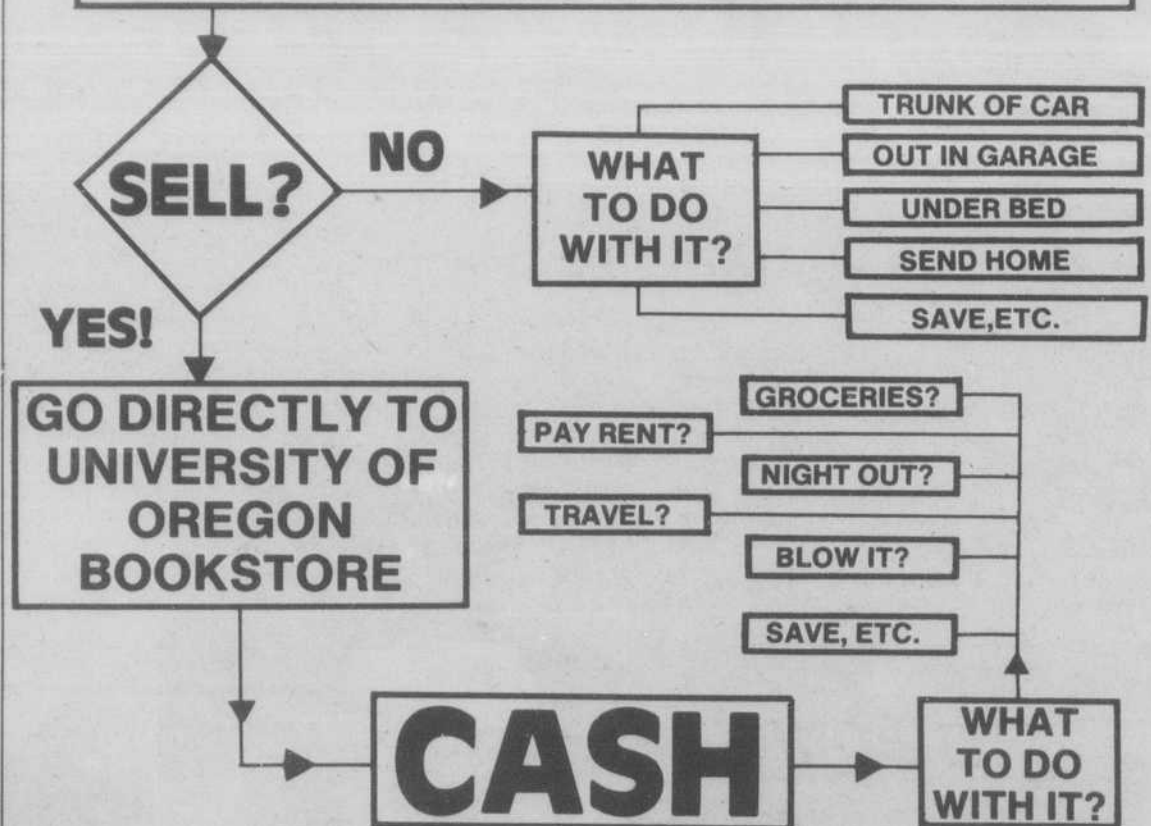 SELL?
NO
WHAT
TO DO
WITH IT?
TRUNK OF CAR
OUT IN GARAGE
UNDER BED
SEND HOME
SAVE,ETC.
YES!
GO DIRECTLY TO
UNIVERSITY OF
OREGON
BOOKSTORE
GROCERIES?
PAY RENT?
NIGHT OUT?
TRAVEL?
BLOW IT?
SAVE, ETC.
CASH
WHAT
TO DO
WITH IT?